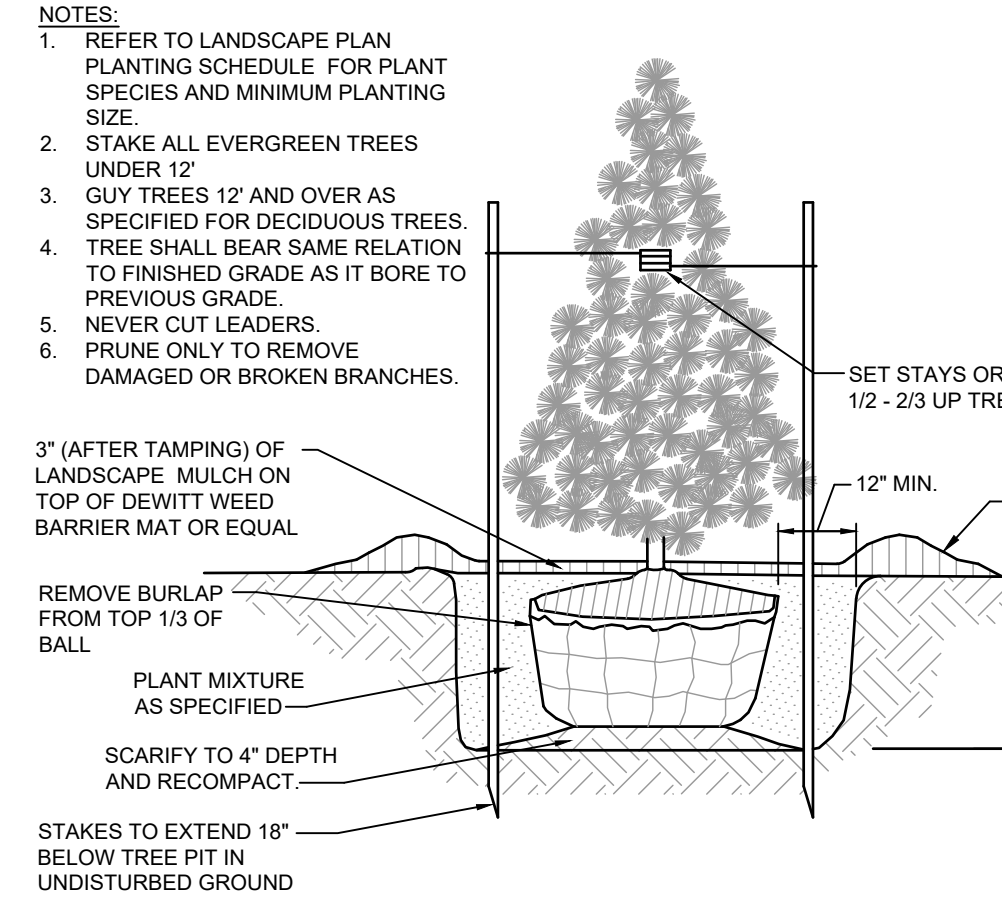 NOTES:
1. REFER TO LANDSCAPE PLAN
PLANTING SCHEDULE FOR PLANT
SPECIES AND MINIMUM PLANTING
SIZE.
2. STAKE ALL EVERGREEN TREES
UNDER 12'
3. GUY TREES 12' AND OVER AS
SPECIFIED FOR DECIDUOUS TREES.
4. TREE SHALL BEAR SAME RELATION
TO FINISHED GRADE AS IT BORE TO
PREVIOUS GRADE.
5. NEVER CUT LEADERS.
6. PRUNE ONLY TO REMOVE
DAMAGED OR BROKEN BRANCHES.
SET STAYS OR
1/2 - 2/3 UP
3" (AFTER TAMPING) OF
LANDSCAPE MULCH ON
TOP OF DEWITT WEED
BARRIER MAT OR EQUAL
12" MIN.
REMOVE BURLAP
FROM TOP 1/3 OF
BALL
PLANT MIXTURE
AS SPECIFIED
SCARIFY TO 4" DEPTH
AND RECOMPACT.
STAKES TO EXTEND 18"
BELOW TREE PIT IN
UNDISTURBED GROUND